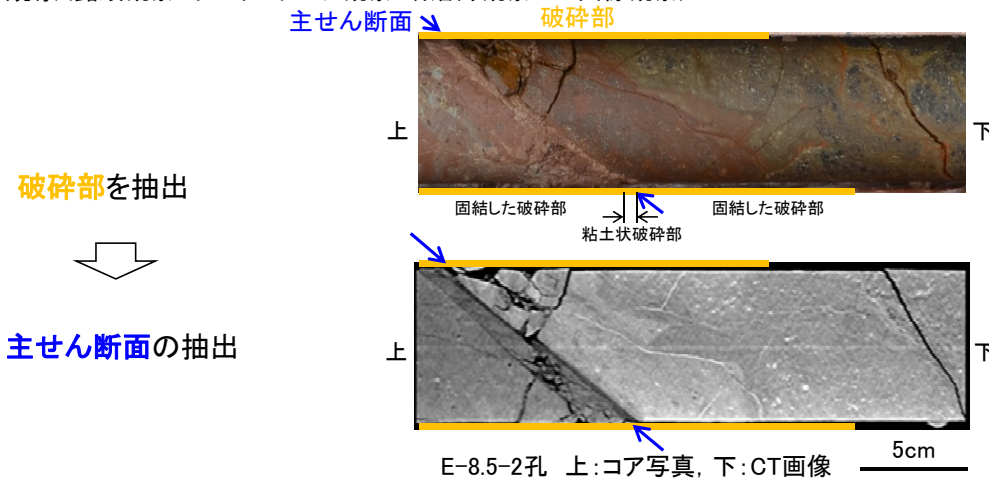 主せん断面
破砕部
上
下
破砕部を抽出
固結した破砕部
固結した破砕部
粘土状破砕部
主せん断面の抽出
上
下
5cm
E-8.5-2孔 上:コア写真, 下:CT画像